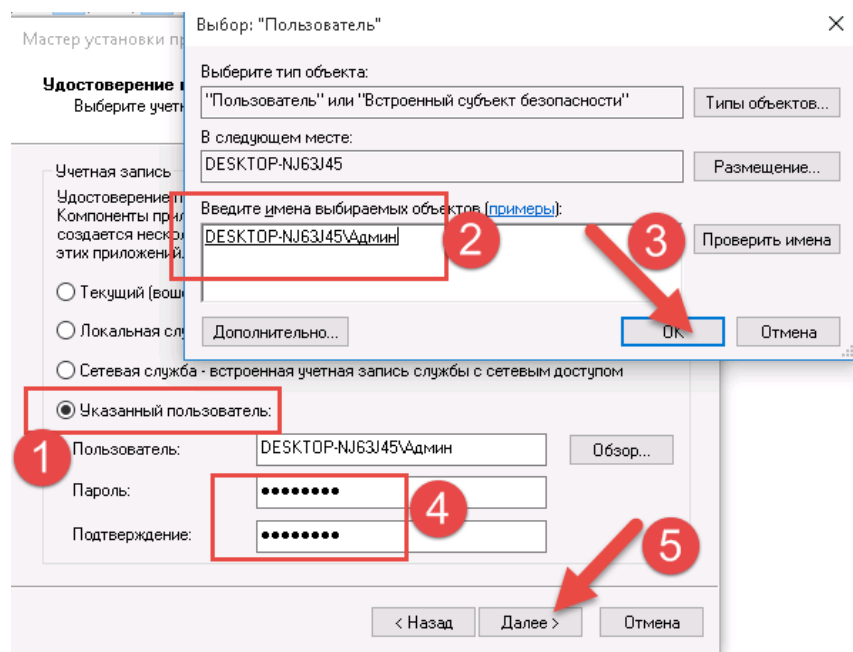 Выбор: "Пользователь"
Мастер установки пр
Выберите тип объекта:
"Пользователь" или "Встроенный субъект безопасности"
Типы объектов...
В следующем месте:
DESKTOP-NJ63J45
Размещение...
Введите имена выбираемых объектов (примеры):
DESKTOP-NJ63J45\Админ
Проверить имена
2
3
Дополнительно...
ОК
Отмена
Удостоверение
Выберите учетн
Учетная запись
Удостоверение п
Компоненты прил
создается неско
этих приложений.
Текущий (вош
Локальная сл
Сетевая служба - встроенная учетная запись службы с сетевым доступом
Указанный пользователь:
1
Пользователь:
DESKTOP-NJ63J45\Админ
Обзор...
Пароль:
●●●●●●●●
4
Подтверждение:
●●●●●●●●
5
< Назад
Далее >
Отмена